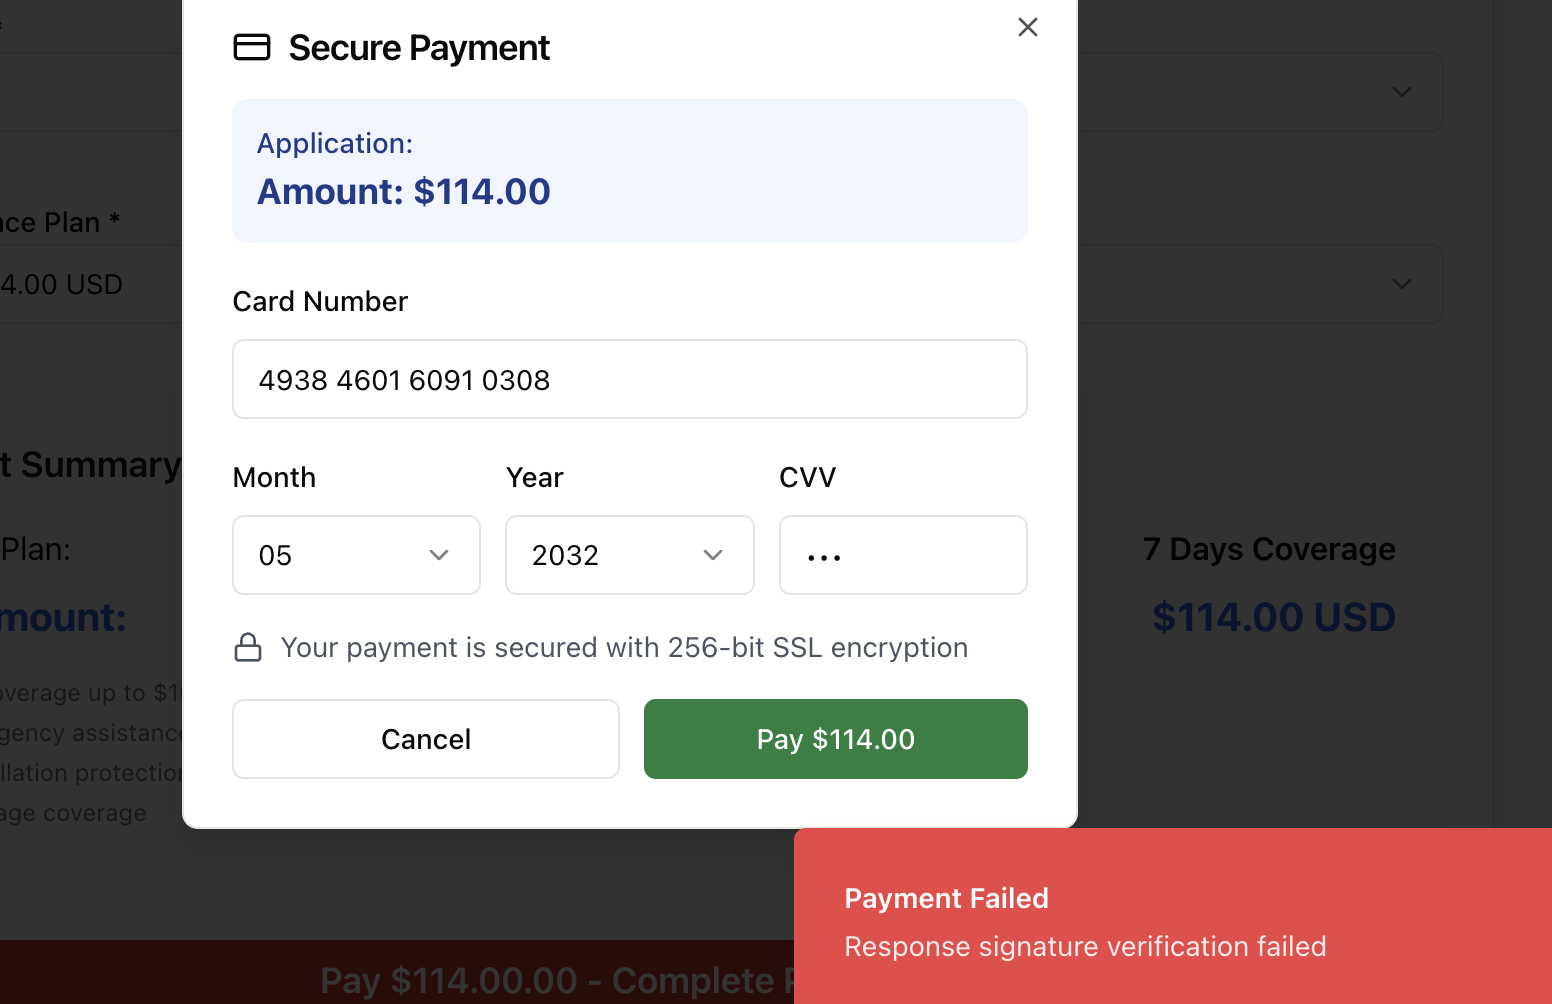 Secure Payment
Application:
Amount: $114.00
nce Plan *
4.00 USD
Card Number
4938 4601 6091 0308
t Summary
Month
Year
CVV
Plan:
05
2032
•••
7 Days Coverage
mount:
$114.00 USD
Your payment is secured with 256-bit SSL encryption
overage up to $1
gency assistance
Cancel
Pay $114.00
llation protection
age coverage
Payment Failed
Response signature verification failed
Pay $114.00.00 - Complete